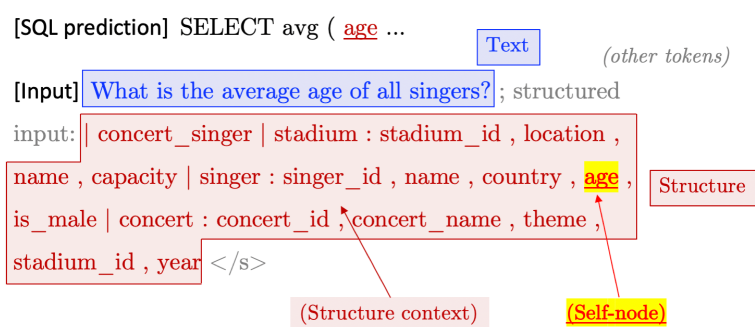 [SQL prediction] SELECT avg ( age ...
Text
(other tokens)
[Input] What is the average age of all singers? ; structured
input: | concert_singer | stadium : stadium_id , location ,
name , capacity | singer : singer_id , name , country , age ,
Structure
is_male | concert : concert_id , concert_name , theme ,
stadium_id , year </s>
(Structure context)
(Self-node)